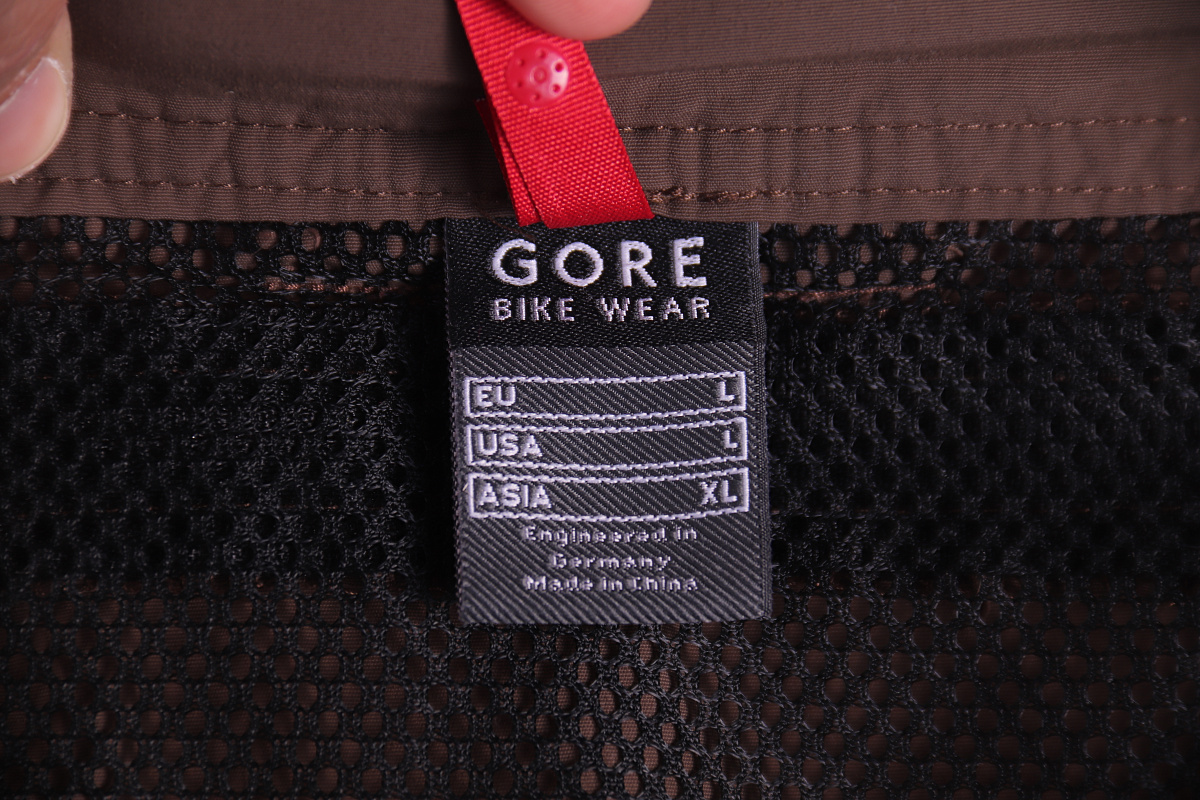 GORE
BIKE WEAR
EU L
USA L
ASIA XL
Engineered in
Germany
Made in China